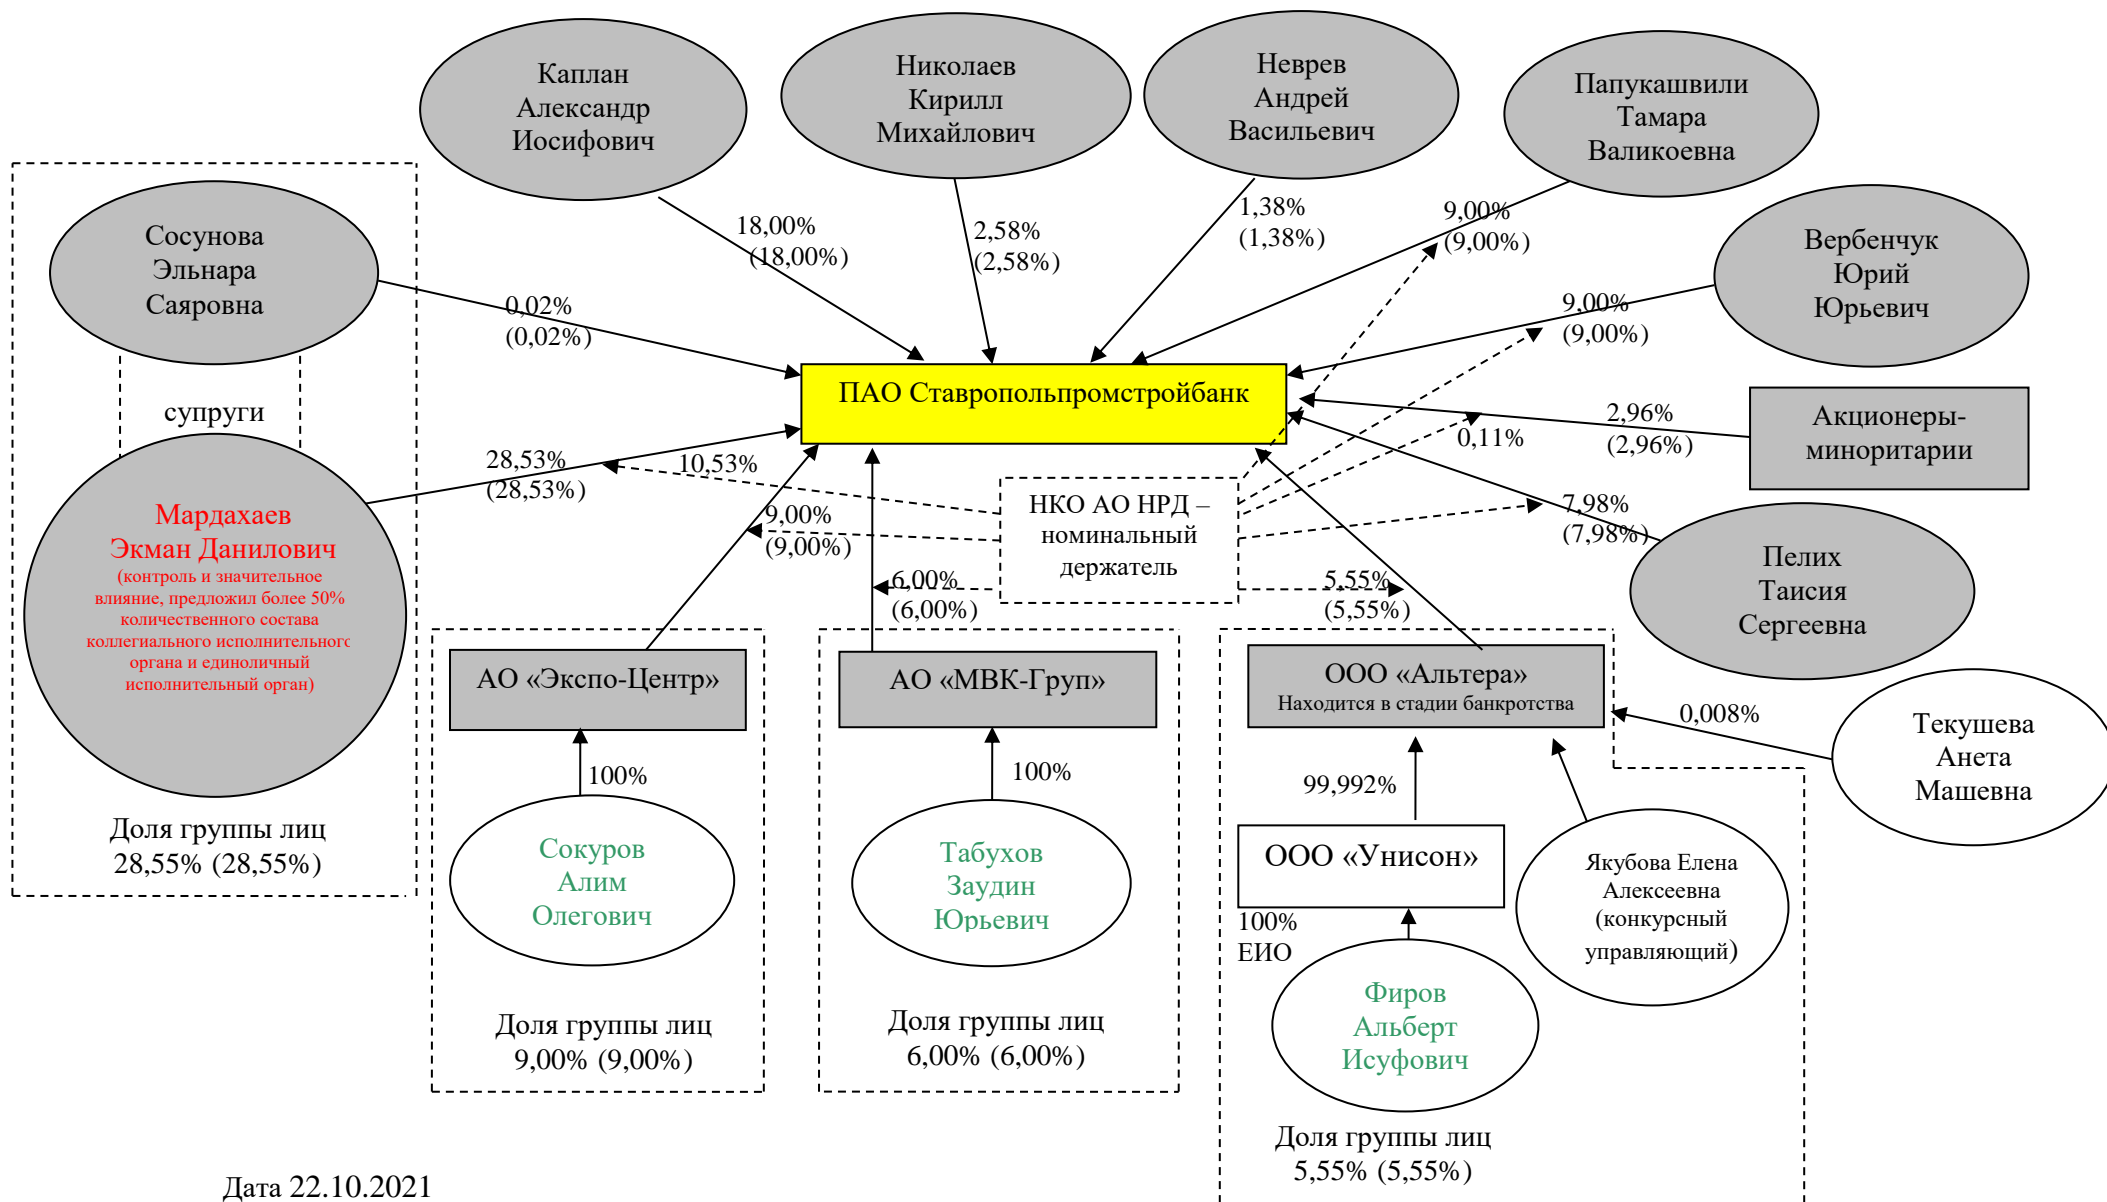 Каплан
Александр
Иосифович
Николаев
Кирилл
Михайлович
Неврев
Андрей
Васильевич
Папукашвили
Тамара
Валикоевна
Сосунова
Эльнара
Саяровна
18,00%
(18,00%)
2,58%
(2,58%)
1,38%
(1,38%)
9,00%
(9,00%)
Вербенчук
Юрий
Юрьевич
0,02%
(0,02%)
9,00%
(9,00%)
ПАО Ставропольпромстройбанк
супруги
2,96%
(2,96%)
0,11%
Акционеры-
миноритарии
28,53%
(28,53%)
10,53%
НКО АО НРД –
номинальный
держатель
7,98%
(7,98%)
Мардахаев
Экман Данилович
(контроль и значительное
влияние, предложил более 50%
количественного состава
коллегиального исполнительного
органа и единоличный
исполнительный орган)
9,00%
(9,00%)
6,00%
(6,00%)
5,55%
(5,55%)
Пелих
Таисия
Сергеевна
АО «Экспо-Центр»
АО «МВК-Груп»
ООО «Альтера»
Находится в стадии банкротства
0,008%
Текушева
Анета
Машевна
100%
100%
99,992%
Доля группы лиц
28,55% (28,55%)
Сокуров
Алим
Олегович
Табухов
Заудин
Юрьевич
ООО «Унисон»
Якубова Елена
Алексеевна
(конкурсный
управляющий)
100%
ЕИО
Фиров
Альберт
Исуфович
Доля группы лиц
9,00% (9,00%)
Доля группы лиц
6,00% (6,00%)
Доля группы лиц
5,55% (5,55%)
Дата 22.10.2021